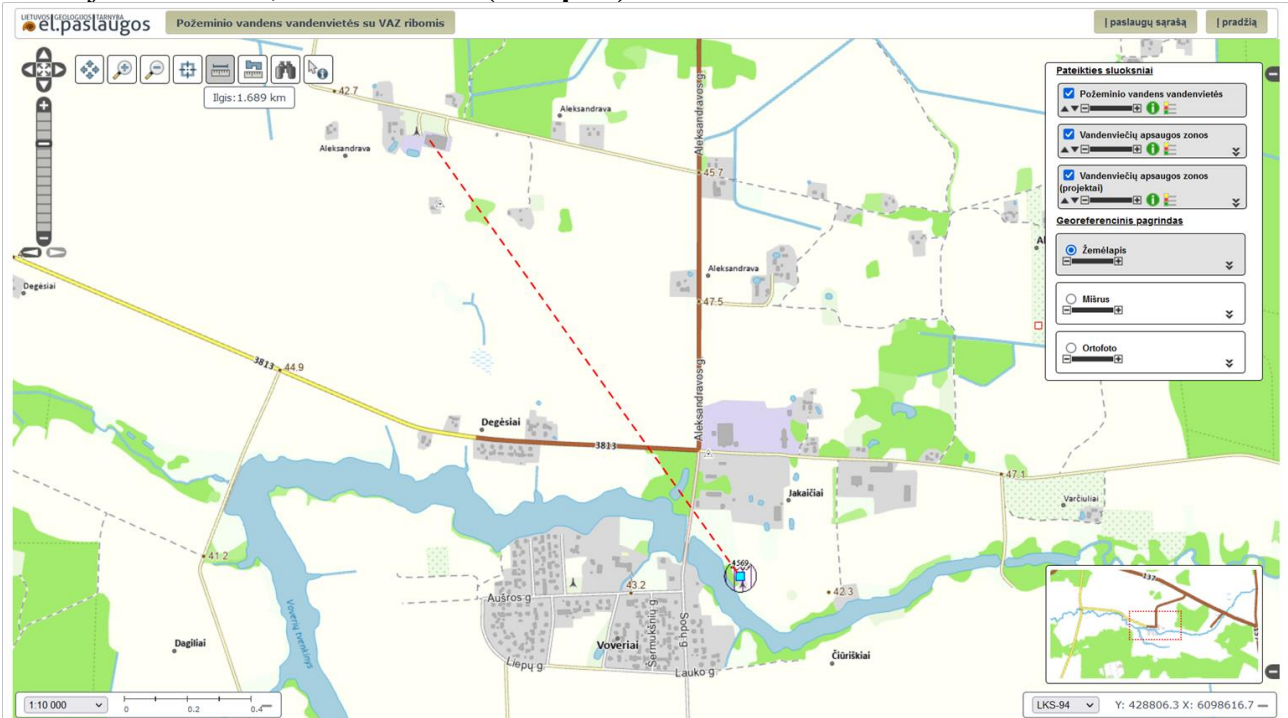 LIETUVOS GEOLOGIJOS TARNYBA
el.paslaugos
Požeminio vandens vandenvietės su VAZ ribomis
Į paslaugų sąrašą
Į pradžią
Ilgis:1.689 km
42.7
Aleksandrava
Aleksandrava
Aleksandravos g
45.7
Aleksandrava
47.5
Degėsiai
3813
44.9
Aleksandravos g
Degėsiai
3813
47.1
Jakaičiai
Varčiuliai
41.2
4569
43.2
42.3
Aušros g
Voverių tvenkinys
Šermukšnių g
Sodų g
Dagiliai
Voveriai
Čiūriškiai
Liepų g
Lauko g
Pateikties sluoksniai
Požeminio vandens vandenvietės
Vandenviečių apsaugos zonos
Vandenviečių apsaugos zonos
(projektai)
Georeferencinis pagrindas
Žemėlapis
Mišrus
Ortofoto
137
1:10 000
0 0.2 0.4
LKS-94
Y: 428806.3 X: 6098616.7